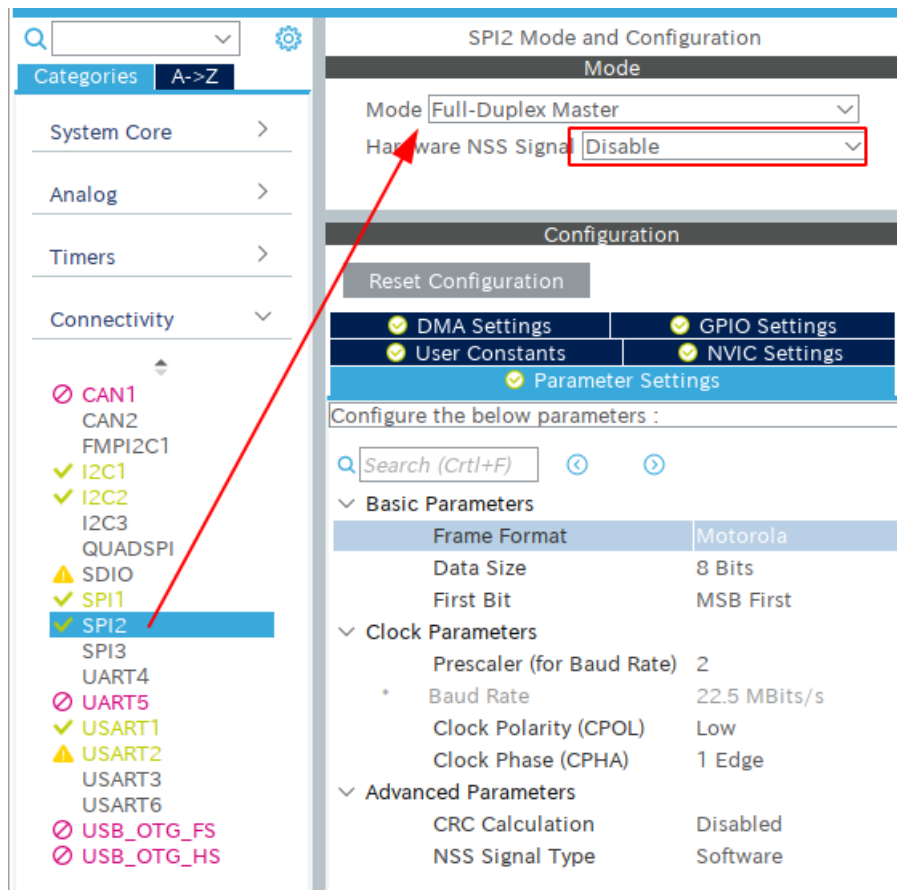 Categories
A->Z
System Core
Analog
Timers
Connectivity
CAN1
CAN2
FMPI2C1
I2C1
I2C2
I2C3
QUADSPI
SDIO
SPI1
SPI2
SPI3
UART4
UART5
USART1
USART2
USART3
USART6
USB_OTG_FS
USB_OTG_HS
SPI2 Mode and Configuration
Mode
Mode Full-Duplex Master
Hardware NSS Signal Disable
Configuration
Reset Configuration
DMA Settings GPIO Settings
User Constants NVIC Settings
Parameter Settings
Configure the below parameters :
Search (Crtl+F)
Basic Parameters
Frame Format Motorola
Data Size 8 Bits
First Bit MSB First
Clock Parameters
Prescaler (for Baud Rate) 2
* Baud Rate 22.5 MBits/s
Clock Polarity (CPOL) Low
Clock Phase (CPHA) 1 Edge
Advanced Parameters
CRC Calculation Disabled
NSS Signal Type Software